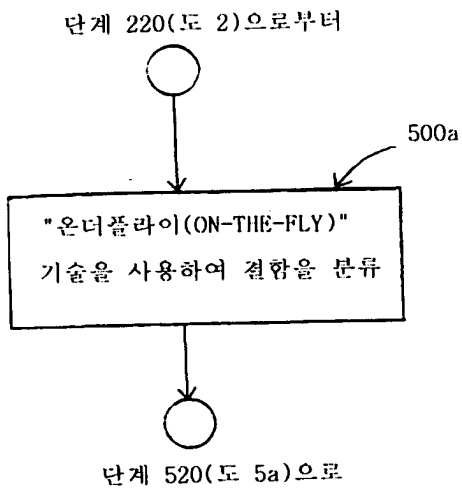 단계 220(도 2)으로부터
500a
"온더플라이(ON-THE-FLY)"
기술을 사용하여 결함을 분류
단계 520(도 5a)으로